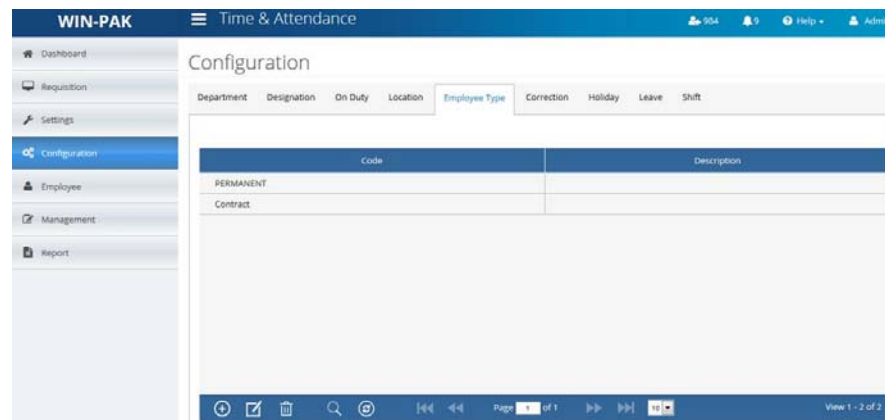 WIN-PAK
Time & Attendance
984
9
Help
Admi
Dashboard
Requisition
Settings
Configuration
Employee
Management
Report
Configuration
Department Designation On Duty Location Employee Type Correction Holiday Leave Shift
Code Description
PERMANENT
Contract
Page 1 of 1
10
View 1 - 2 of 2